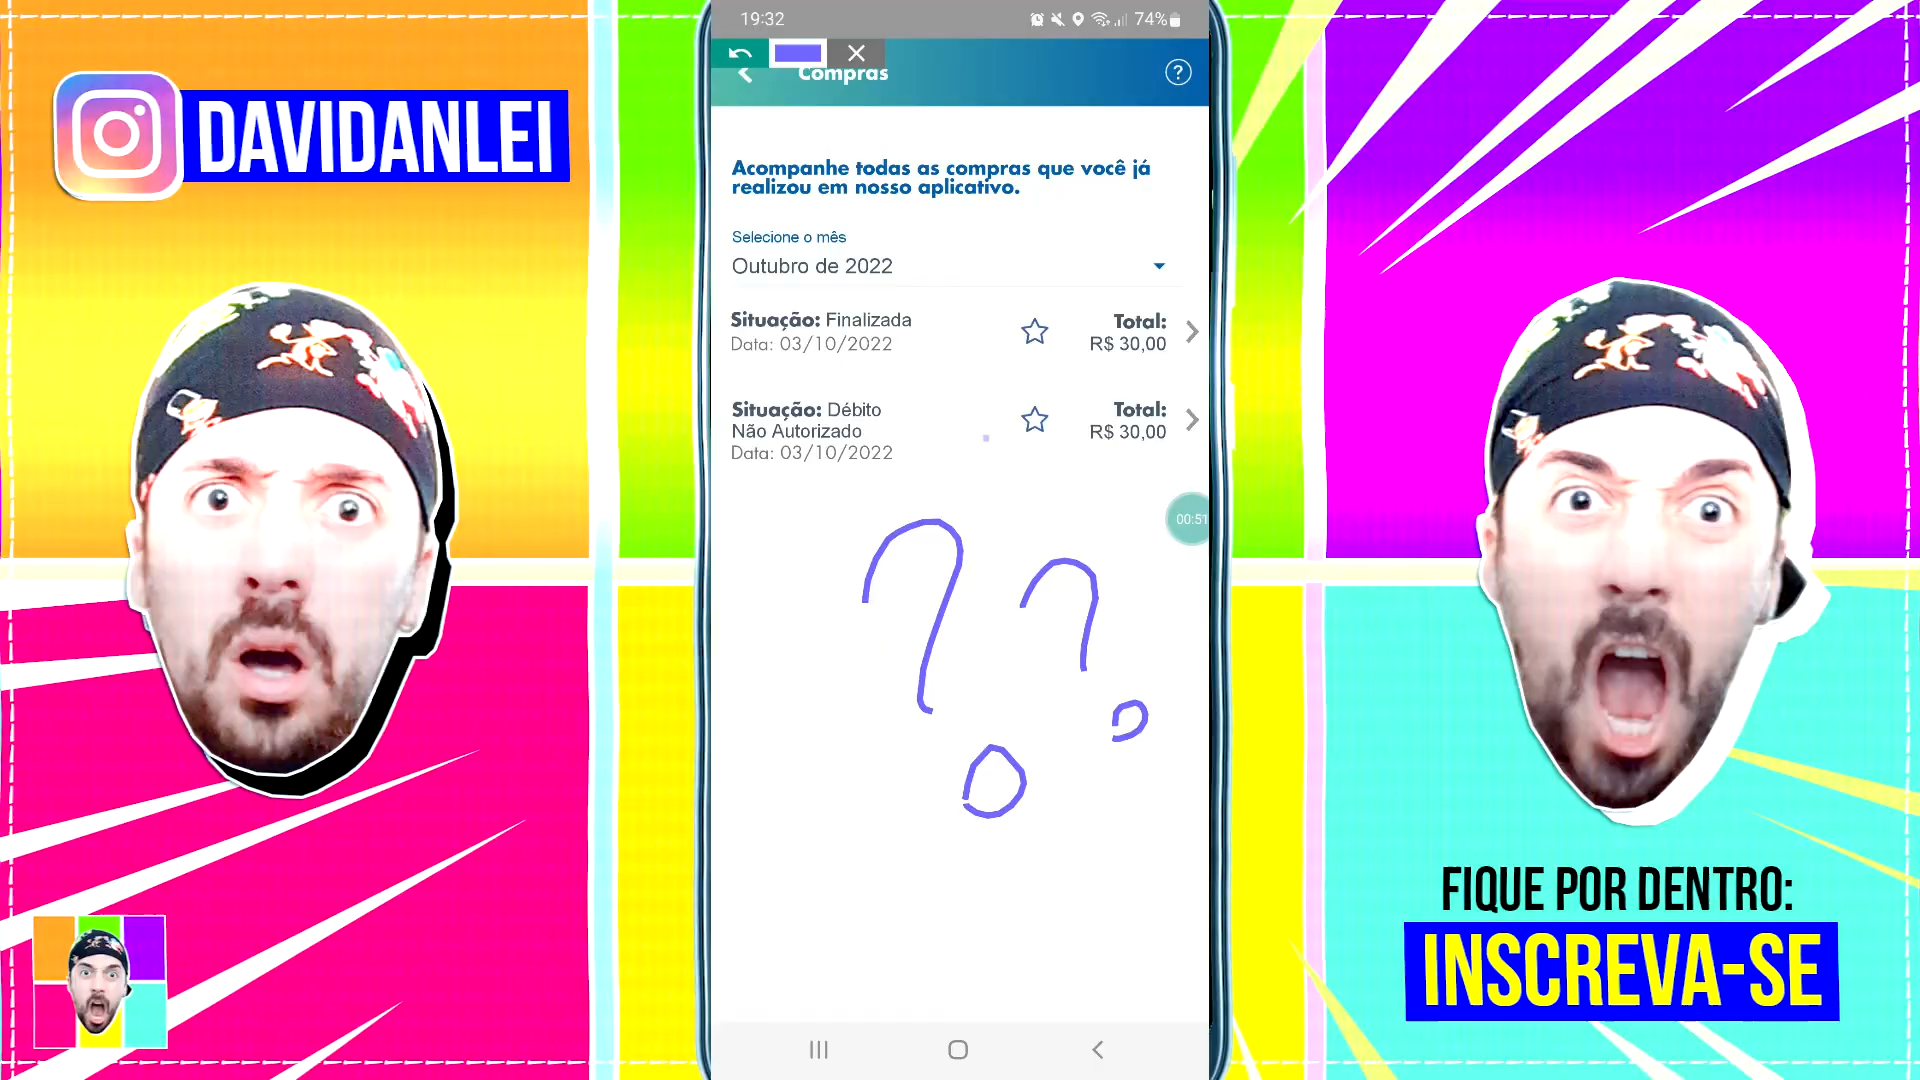 DAVIDANLEI
19:32
74%
Compras
?
Acompanhe todas as compras que você já
realizou em nosso aplicativo.
Selecione o mês
Outubro de 2022
Situação: Finalizada
Data: 03/10/2022
Total:
R$ 30,00
Situação: Débito
Não Autorizado
Data: 03/10/2022
Total:
R$ 30,00
00:51
? ?
FIQUE POR DENTRO:
INSCREVA-SE